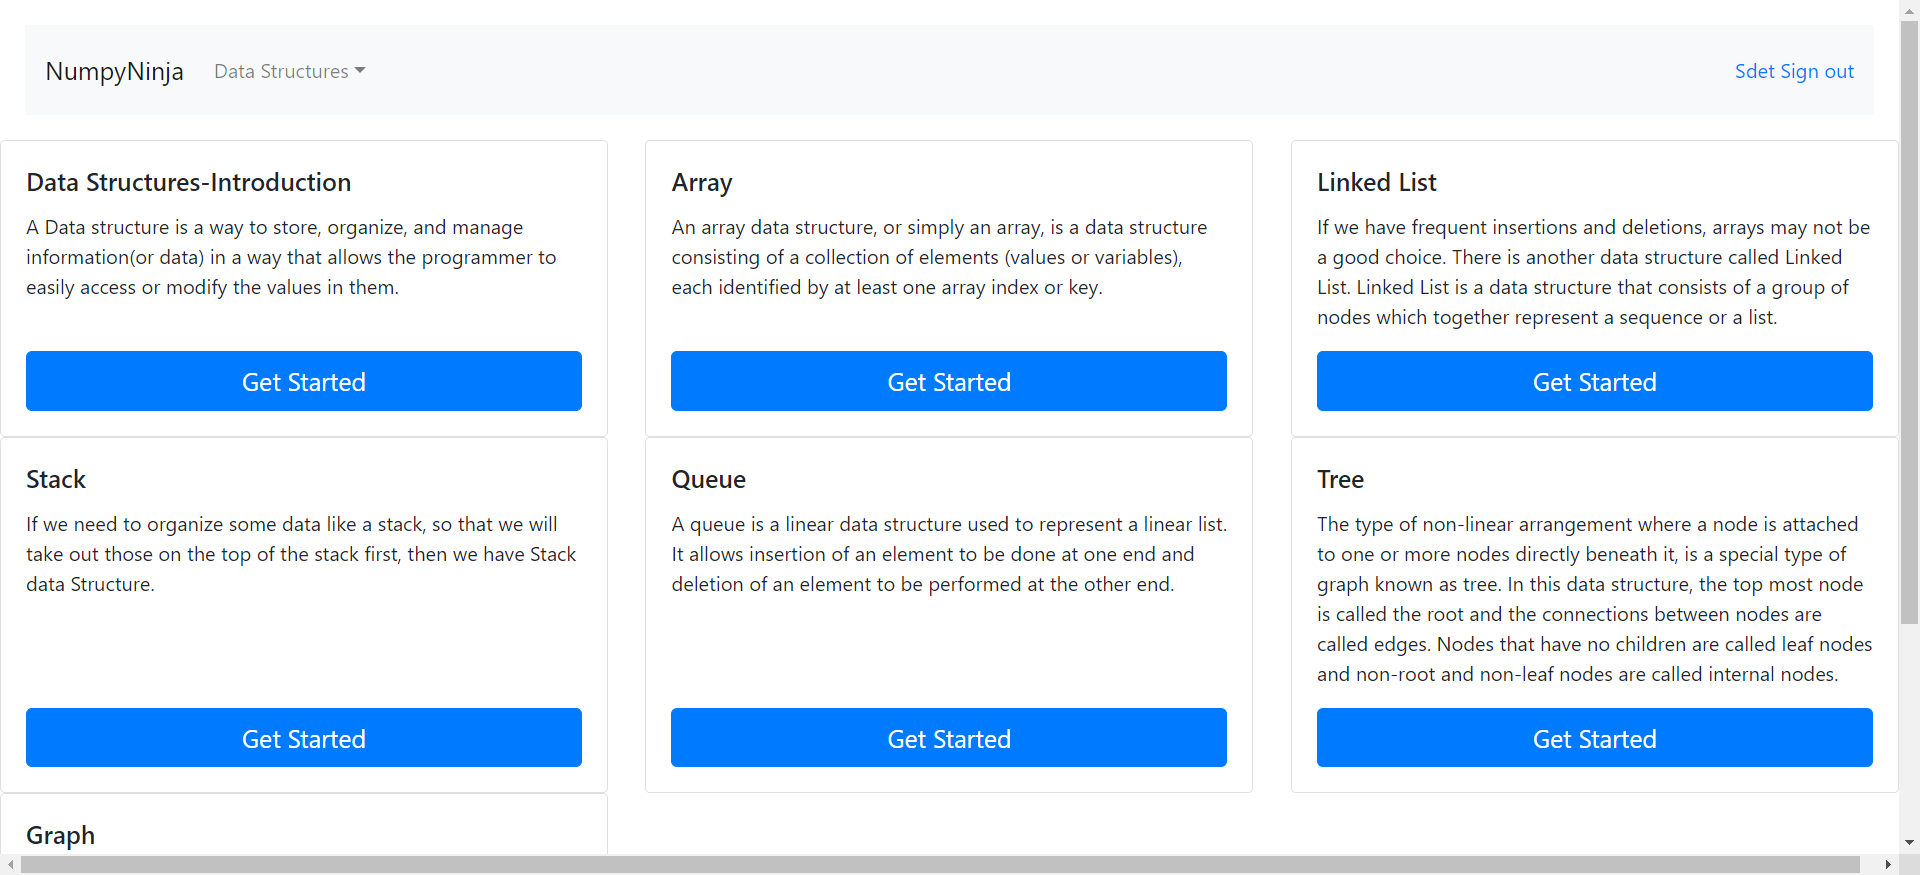 NumpyNinja
Data Structures
Sdet Sign out
Data Structures-Introduction
A Data structure is a way to store, organize, and manage
information(or data) in a way that allows the programmer to
easily access or modify the values in them.
Get Started
Array
An array data structure, or simply an array, is a data structure
consisting of a collection of elements (values or variables),
each identified by at least one array index or key.
Get Started
Linked List
If we have frequent insertions and deletions, arrays may not be
a good choice. There is another data structure called Linked
List. Linked List is a data structure that consists of a group of
nodes which together represent a sequence or a list.
Get Started
Stack
If we need to organize some data like a stack, so that we will
take out those on the top of the stack first, then we have Stack
data Structure.
Get Started
Queue
A queue is a linear data structure used to represent a linear list.
It allows insertion of an element to be done at one end and
deletion of an element to be performed at the other end.
Get Started
Tree
The type of non-linear arrangement where a node is attached
to one or more nodes directly beneath it, is a special type of
graph known as tree. In this data structure, the top most node
is called the root and the connections between nodes are
called edges. Nodes that have no children are called leaf nodes
and non-root and non-leaf nodes are called internal nodes.
Get Started
Graph